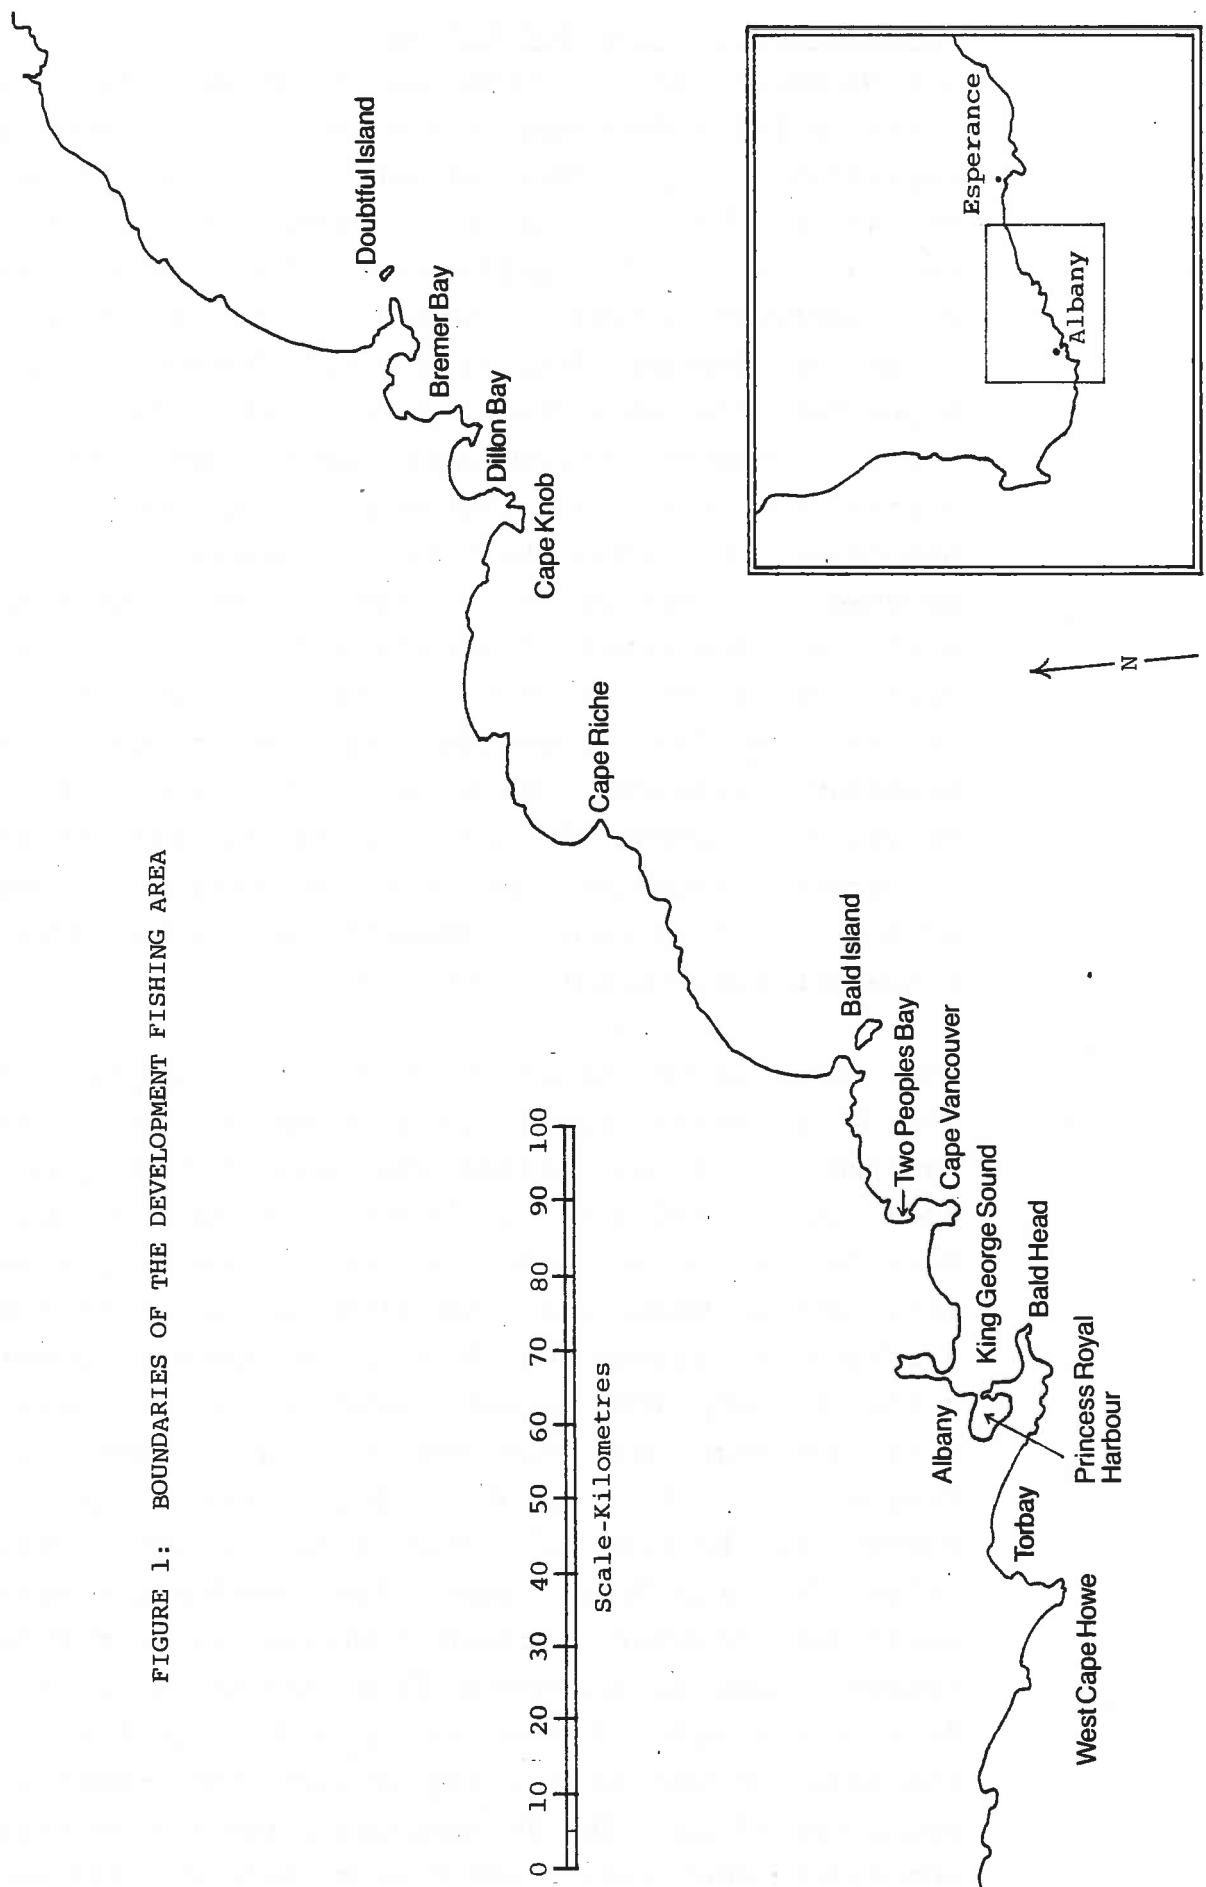 FIGURE 1: BOUNDARIES OF THE DEVELOPMENT FISHING AREA
Doubtful Island
Bremer Bay
Dillon Bay
Cape Knob
Cape Riche
Bald Island
Two Peoples Bay
Cape Vancouver
King George Sound
Bald Head
Princess Royal
Harbour
Albany
Torbay
West Cape Howe
0 10 20 30 40 50 60 70 80 90 100
Scale-Kilometres
N
Esperance
Albany